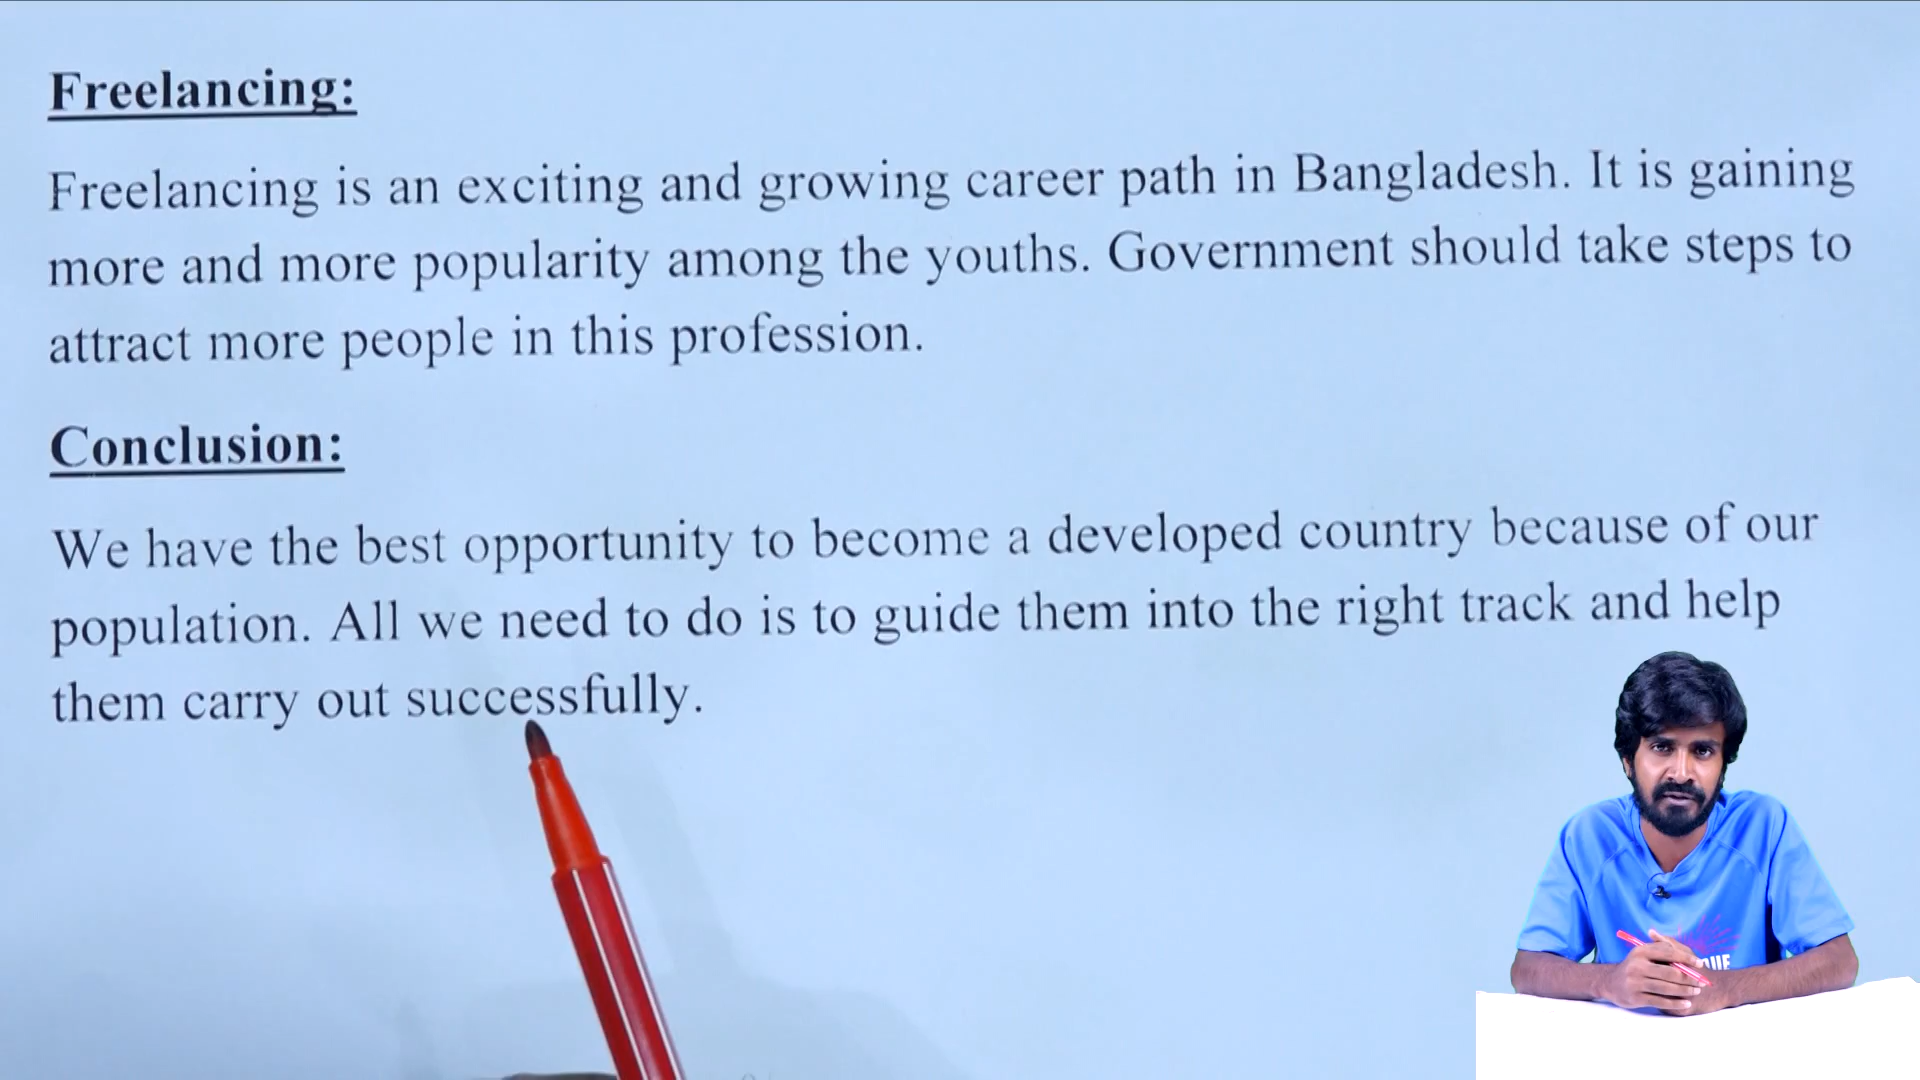 Freelancing:
Freelancing is an exciting and growing career path in Bangladesh. It is gaining
more and more popularity among the youths. Government should take steps to
attract more people in this profession.
Conclusion:
We have the best opportunity to become a developed country because of our
population. All we need to do is to guide them into the right track and help
them carry out successfully.